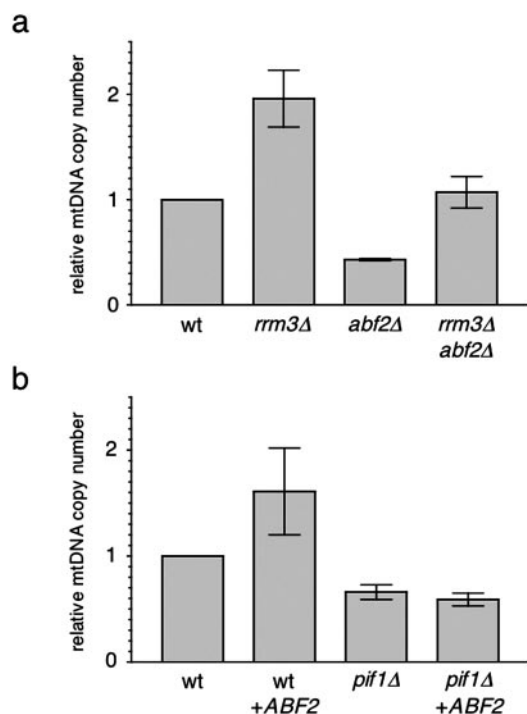 a
relative mtDNA copy number
2
1
0
wt
rrm3Δ
abf2Δ
rrm3Δ
abf2Δ
b
relative mtDNA copy number
2
1
0
wt
wt
+ABF2
pif1Δ
pif1Δ
+ABF2